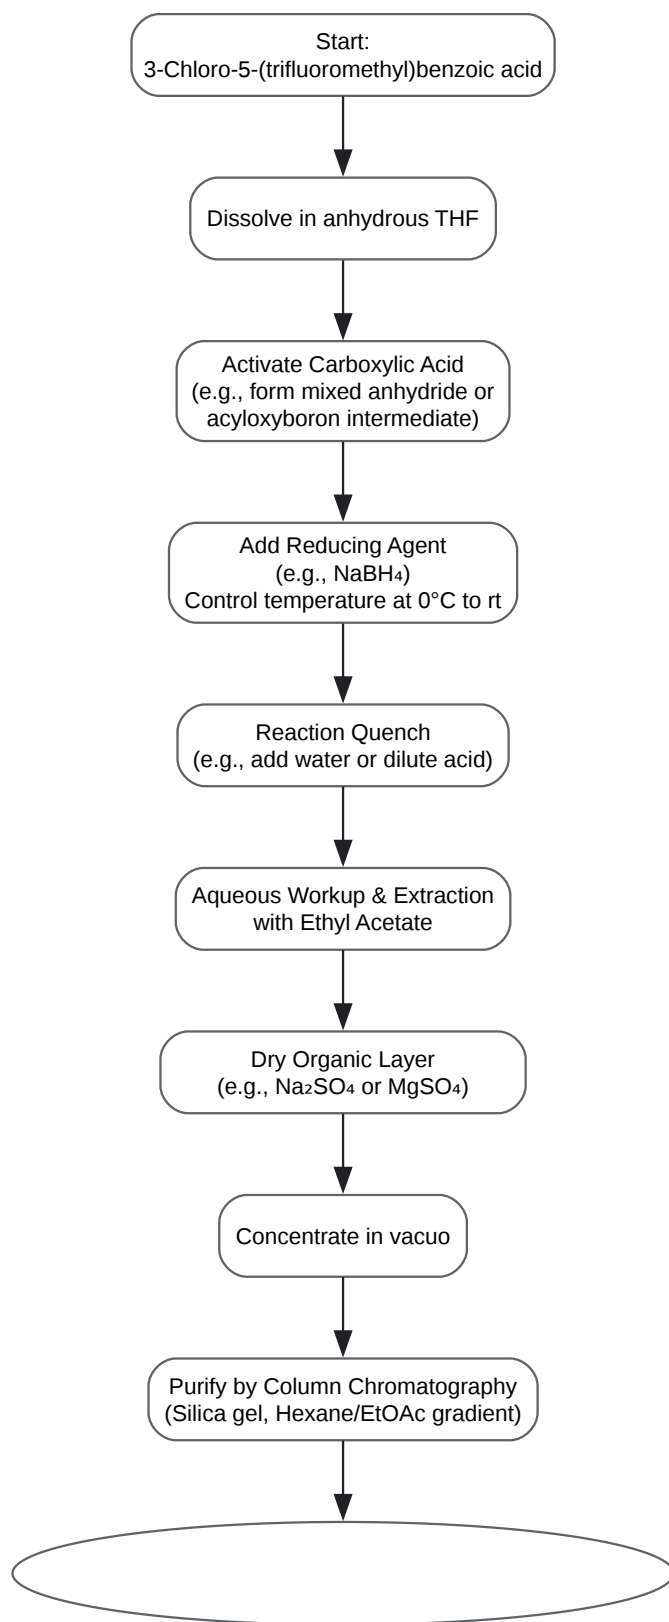 Start:
3-Chloro-5-(trifluoromethyl)benzoic acid
Dissolve in anhydrous THF
Activate Carboxylic Acid
(e.g., form mixed anhydride or
acyloxyboron intermediate)
Add Reducing Agent
(e.g., NaBH₄)
Control temperature at 0°C to rt
Reaction Quench
(e.g., add water or dilute acid)
Aqueous Workup & Extraction
with Ethyl Acetate
Dry Organic Layer
(e.g., Na₂SO₄ or MgSO₄)
Concentrate in vacuo
Purify by Column Chromatography
(Silica gel, Hexane/EtOAc gradient)